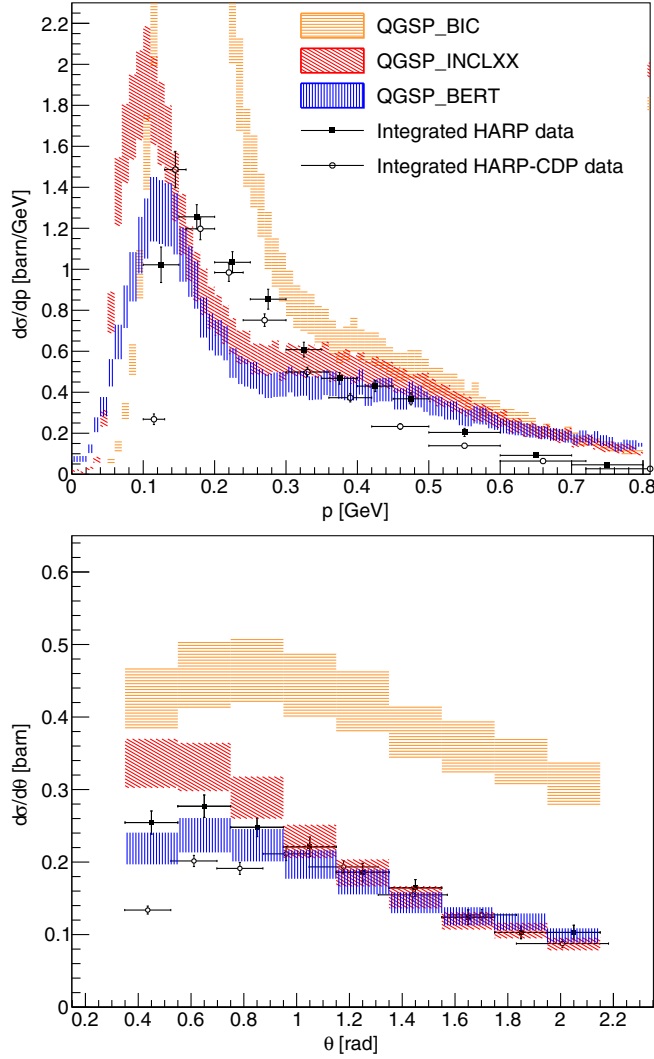 dσ/dp [barn/GeV]
2.2
2
1.8
1.6
1.4
1.2
1
0.8
0.6
0.4
0.2
0
QGSP_BIC
QGSP_INCLXX
QGSP_BERT
Integrated HARP data
Integrated HARP-CDP data
0 0.1 0.2 0.3 0.4 0.5 0.6 0.7 0.8
p [GeV]
dσ/dθ [barn]
0.6
0.5
0.4
0.3
0.2
0.1
0
0.2 0.4 0.6 0.8 1 1.2 1.4 1.6 1.8 2 2.2
θ [rad]